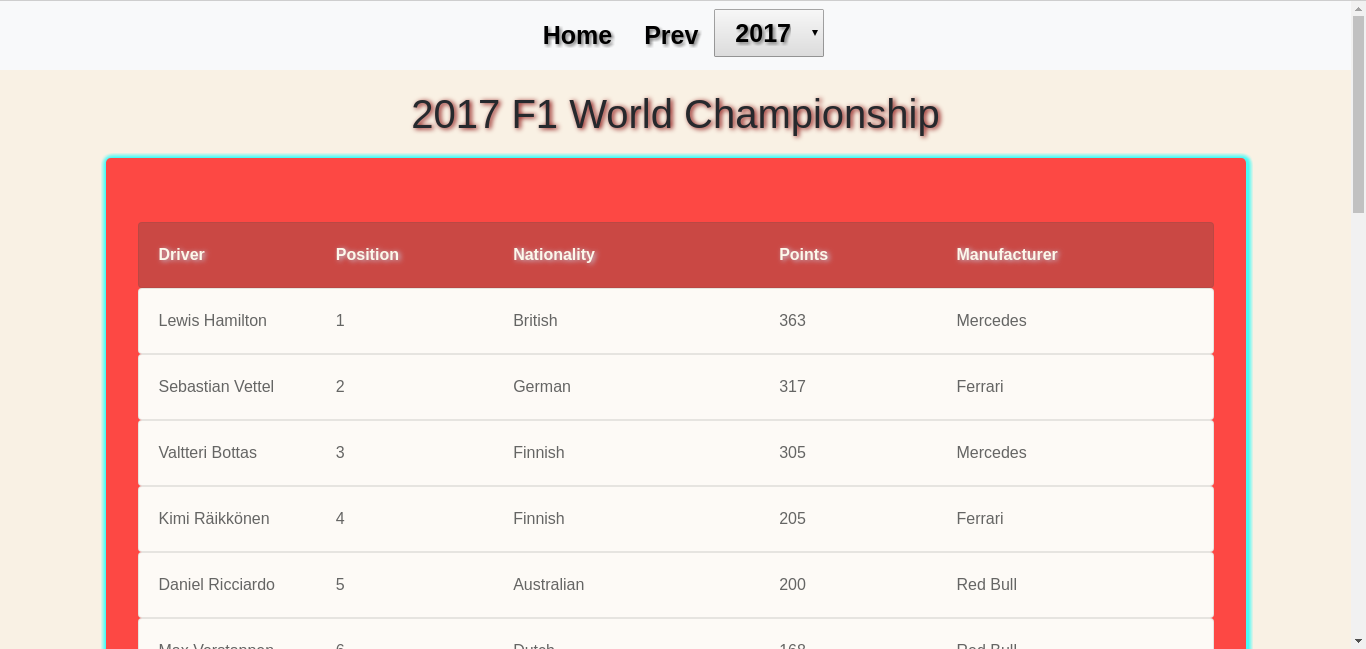 Home Prev 2017
2017 F1 World Championship
Driver Position Nationality Points Manufacturer
Lewis Hamilton 1 British 363 Mercedes
Sebastian Vettel 2 German 317 Ferrari
Valtteri Bottas 3 Finnish 305 Mercedes
Kimi Räikkönen 4 Finnish 205 Ferrari
Daniel Ricciardo 5 Australian 200 Red Bull
Max Verstappen 6 Dutch 168 Red Bull